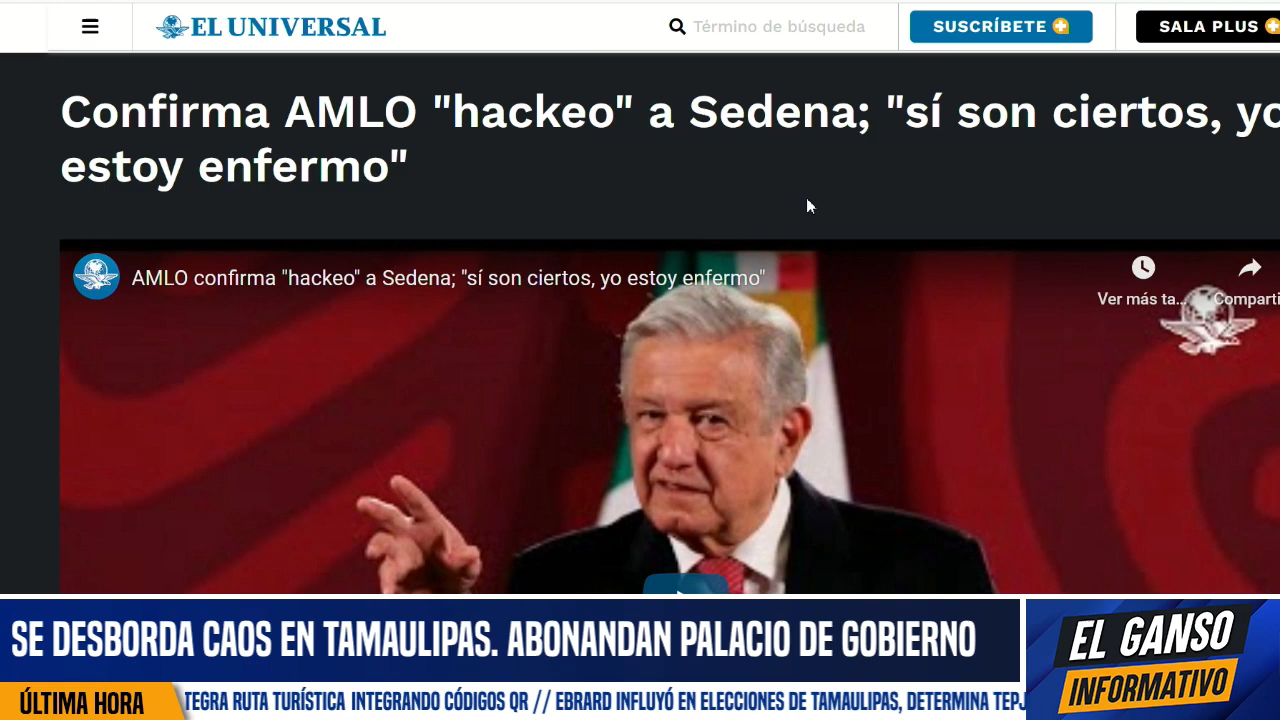 EL UNIVERSAL
Término de búsqueda
SUSCRÍBETE
SALA PLUS
Confirma AMLO "hackeo" a Sedena; "sí son ciertos, yo
estoy enfermo"
AMLO confirma "hackeo" a Sedena; "sí son ciertos, yo estoy enfermo"
Ver más ta...
Comparti
SE DESBORDA CAOS EN TAMAULIPAS. ABONANDAN PALACIO DE GOBIERNO
EL GANSO
INFORMATIVO
ÚLTIMA HORA
TEGRA RUTA TURÍSTICA INTEGRANDO CÓDIGOS QR // EBRARD INFLUYÓ EN ELECCIONES DE TAMAULIPAS, DETERMINA TEPJ